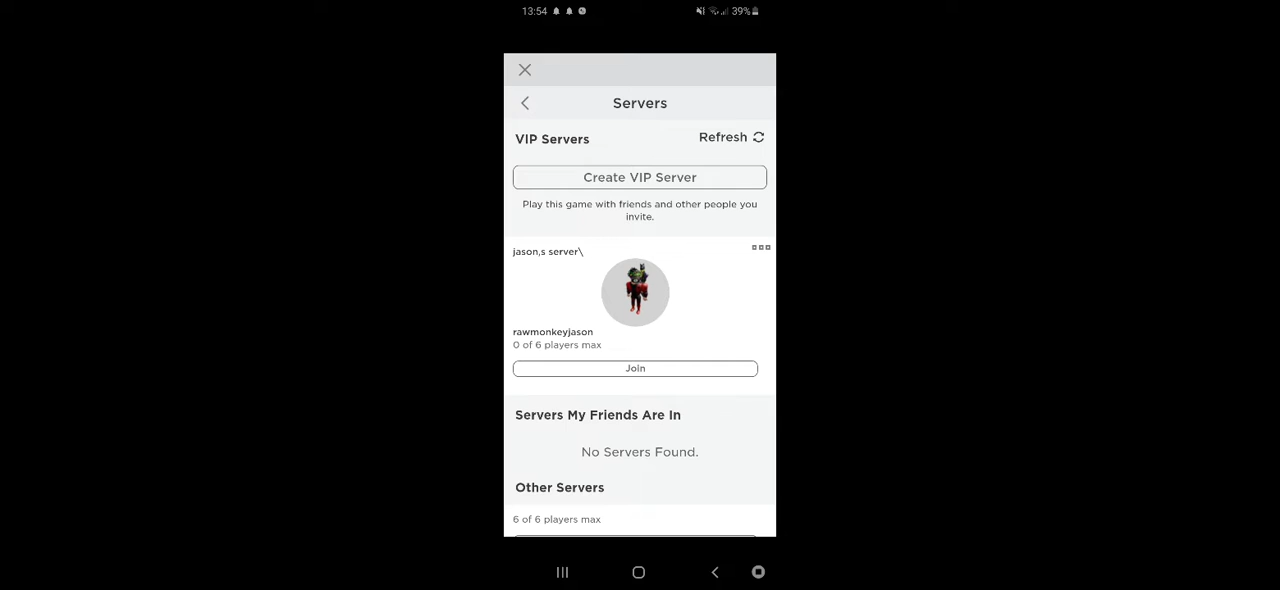 13:54 39%
Servers
VIP Servers Refresh
Create VIP Server
Play this game with friends and other people you
invite.
jason,s server\
rawmonkeyjason
0 of 6 players max
Join
Servers My Friends Are In
No Servers Found.
Other Servers
6 of 6 players max